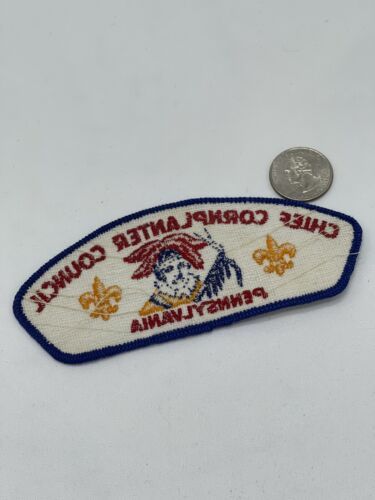 CHIEF CORNPLANTER COUNCIL
PENNSYLVANIA